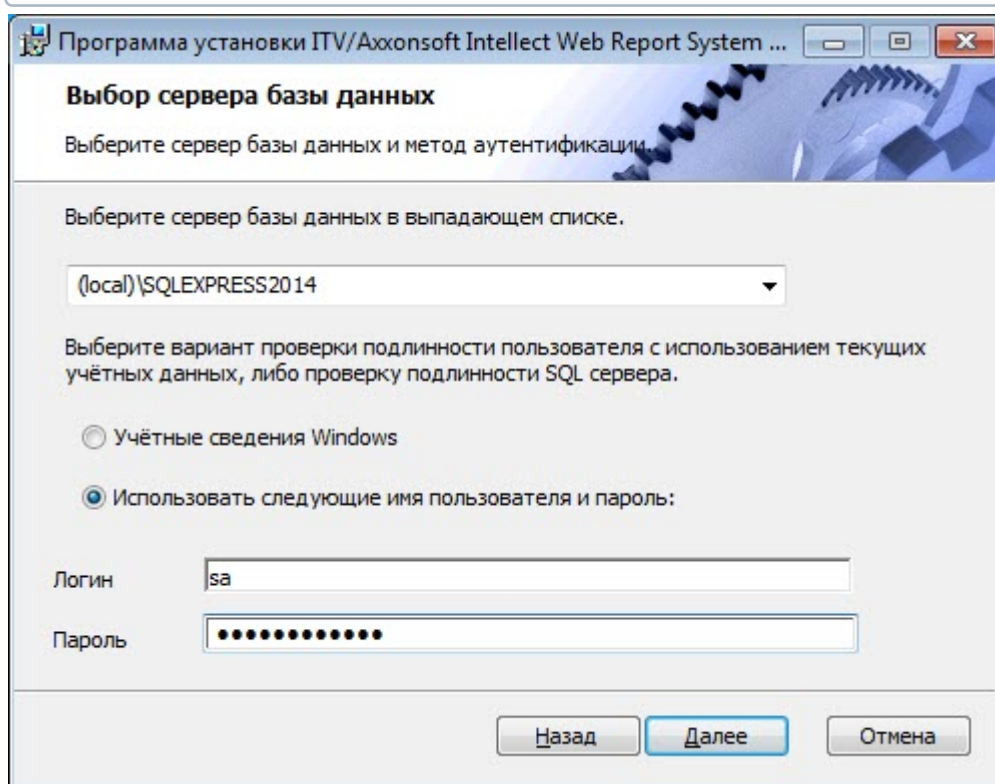 Программа установки ITV/Axxonsoft Intellect Web Report System ...
Выбор сервера базы данных
Выберите сервер базы данных и метод аутентификации.
Выберите сервер базы данных в выпадающем списке.
(local)\SQLEXPRESS2014
Выберите вариант проверки подлинности пользователя с использованием текущих
учётных данных, либо проверку подлинности SQL сервера.
Учётные сведения Windows
Использовать следующие имя пользователя и пароль:
Логин sa
Пароль ●●●●●●●●●●●●
Назад Далее Отмена